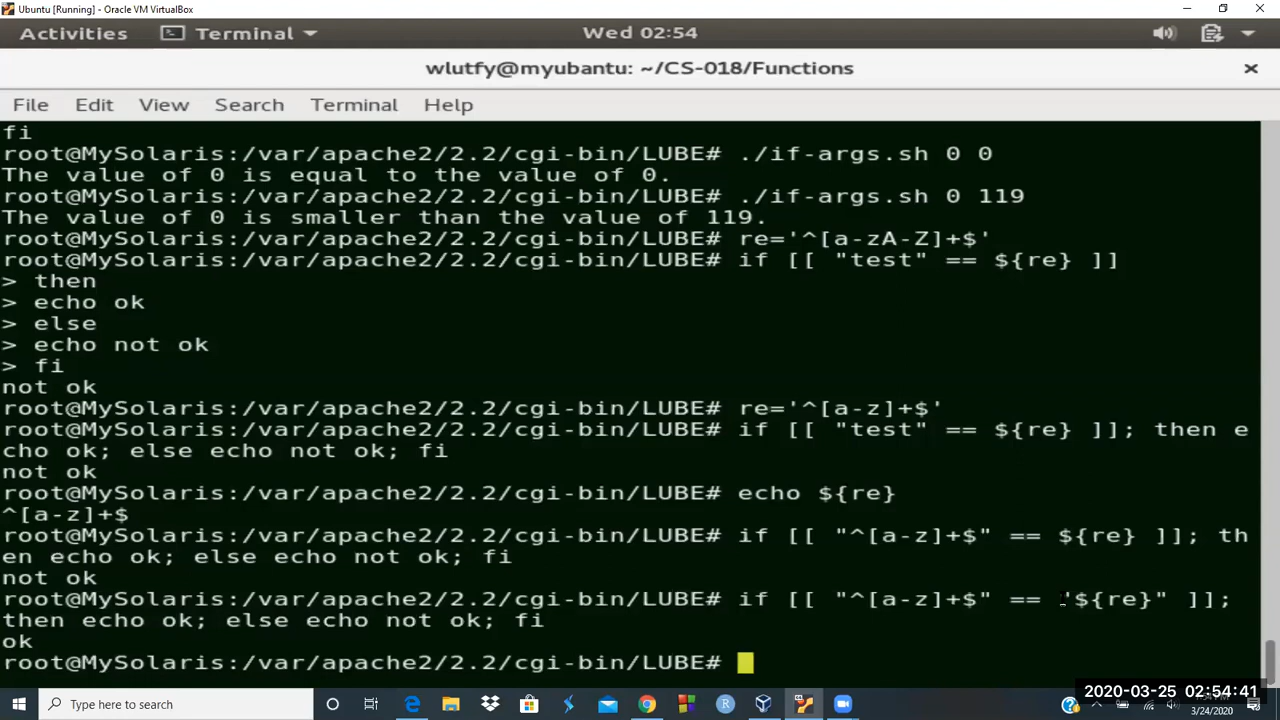 Ubuntu [Running] - Oracle VM VirtualBox
Activities Terminal Wed 02:54
wlutfy@myubantu: ~/CS-018/Functions
File Edit View Search Terminal Help
fi
root@MySolaris:/var/apache2/2.2/cgi-bin/LUBE# ./if-args.sh 0 0
The value of 0 is equal to the value of 0.
root@MySolaris:/var/apache2/2.2/cgi-bin/LUBE# ./if-args.sh 0 119
The value of 0 is smaller than the value of 119.
root@MySolaris:/var/apache2/2.2/cgi-bin/LUBE# re='^[a-zA-Z]+$'
root@MySolaris:/var/apache2/2.2/cgi-bin/LUBE# if [[ "test" == ${re} ]]
> then
> echo ok
> else
> echo not ok
> fi
not ok
root@MySolaris:/var/apache2/2.2/cgi-bin/LUBE# re='^[a-z]+$'
root@MySolaris:/var/apache2/2.2/cgi-bin/LUBE# if [[ "test" == ${re} ]]; then e
cho ok; else echo not ok; fi
not ok
root@MySolaris:/var/apache2/2.2/cgi-bin/LUBE# echo ${re}
^[a-z]+$
root@MySolaris:/var/apache2/2.2/cgi-bin/LUBE# if [[ "^[a-z]+$" == ${re} ]]; th
en echo ok; else echo not ok; fi
not ok
root@MySolaris:/var/apache2/2.2/cgi-bin/LUBE# if [[ "^[a-z]+$" == "${re}" ]];
then echo ok; else echo not ok; fi
ok
root@MySolaris:/var/apache2/2.2/cgi-bin/LUBE#
Type here to search
2020-03-25 02:54:41
3/24/2020